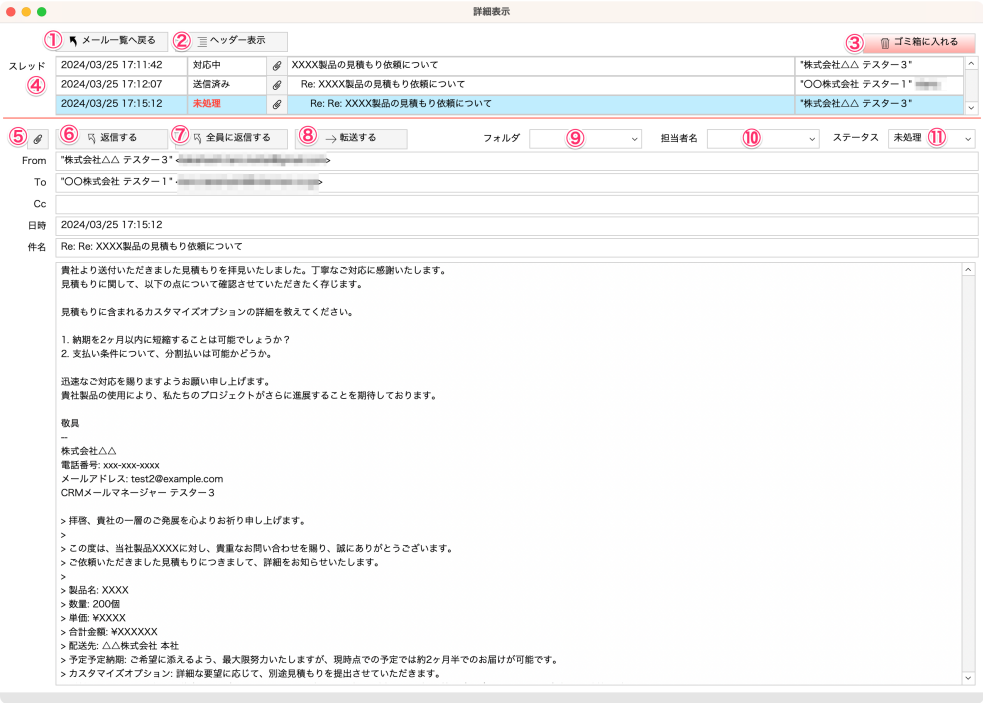 詳細表示
① メール一覧へ戻る ② ヘッダー表示 ③ ゴミ箱に入れる
スレッド ④
2024/03/25 17:11:42 対応中 XXXX製品の見積もり依頼について "株式会社△△ テスター３"
2024/03/25 17:12:07 送信済み Re: XXXX製品の見積もり依頼について "〇〇株式会社 テスター１"
2024/03/25 17:15:12 未処理 Re: Re: XXXX製品の見積もり依頼について "株式会社△△ テスター３"
⑤ ⑥ 返信する ⑦ 全員に返信する ⑧ 転送する フォルダ ⑨ 担当者名 ⑩ ステータス 未処理 ⑪
From "株式会社△△ テスター３" < >
To "〇〇株式会社 テスター１" < >
Cc
日時 2024/03/25 17:15:12
件名 Re: Re: XXXX製品の見積もり依頼について
貴社より送付いただきました見積もりを拝見いたしました。丁寧なご対応に感謝いたします。
見積もりに関して、以下の点について確認させていただきたく存じます。
見積もりに含まれるカスタマイズオプションの詳細を教えてください。
1. 納期を2ヶ月以内に短縮することは可能でしょうか？
2. 支払い条件について、分割払いは可能かどうか。
迅速なご対応を賜りますようお願い申し上げます。
貴社製品の使用により、私たちのプロジェクトがさらに進展することを期待しております。
敬具
--
株式会社△△
電話番号: xxx-xxx-xxxx
メールアドレス: test2@example.com
CRMメールマネージャー テスター３
> 拝啓、貴社の一層のご発展を心よりお祈り申し上げます。
>
> この度は、当社製品XXXXに対し、貴重なお問い合わせを賜り、誠にありがとうございます。
> ご依頼いただきました見積もりにつきまして、詳細をお知らせいたします。
>
> 製品名: XXXX
> 数量: 200個
> 単価: ¥XXXX
> 合計金額: ¥XXXXXX
> 配送先: △△株式会社 本社
> 予定予定納期: ご希望に添えるよう、最大限努力いたしますが、現時点での予定では約2ヶ月半でのお届けが可能です。
> カスタマイズオプション: 詳細な要望に応じて、別途見積もりを提出させていただきます。